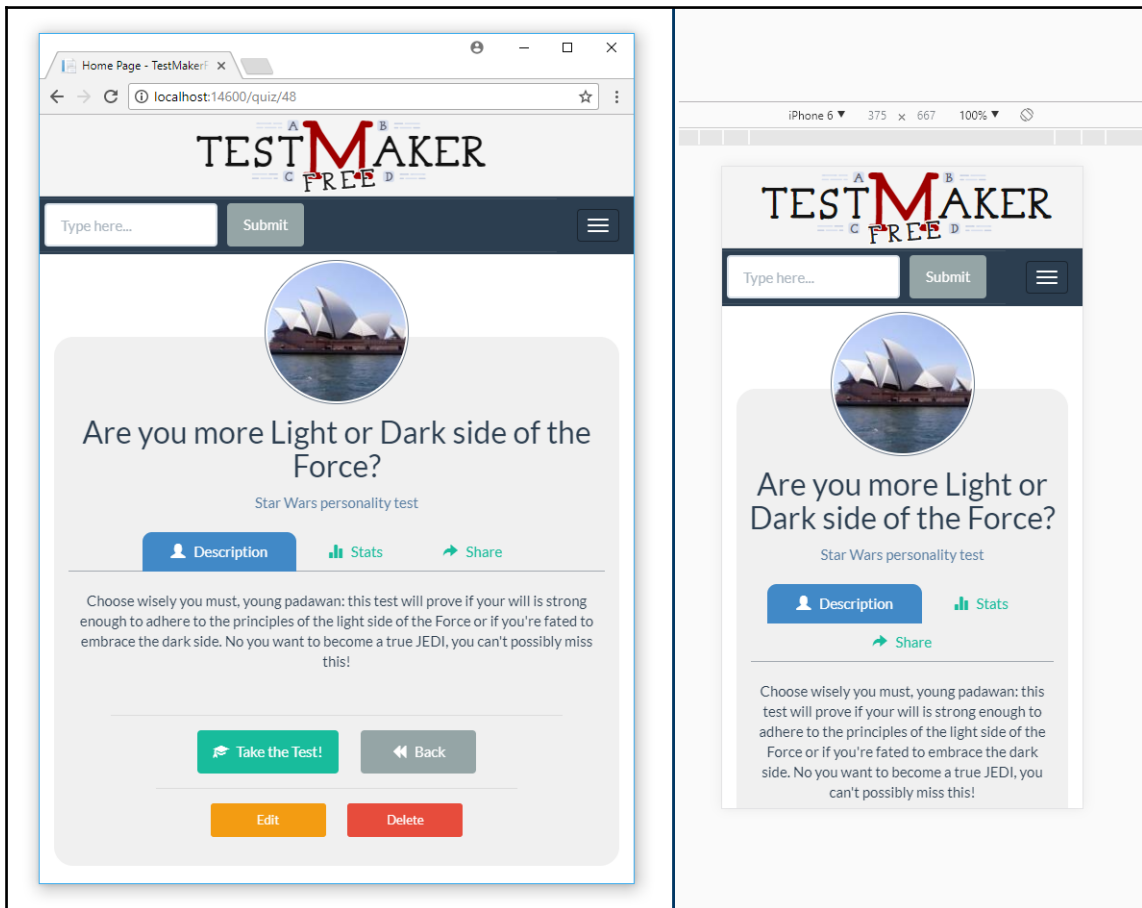 Home Page - TestMakerF
localhost:14600/quiz/48
A B
TESTMAKER
C FREE D
Type here...
Submit
Are you more Light or Dark side of the
Force?
Star Wars personality test
Description Stats Share
Choose wisely you must, young padawan: this test will prove if your will is strong
enough to adhere to the principles of the light side of the Force or if you're fated to
embrace the dark side. No you want to become a true JEDI, you can't possibly miss
this!
Take the Test! Back
Edit Delete
iPhone 6 ▼ 375 × 667 100% ▼
A B
TESTMAKER
C FREE D
Type here...
Submit
Are you more Light or
Dark side of the Force?
Star Wars personality test
Description Stats
Share
Choose wisely you must, young padawan: this
test will prove if your will is strong enough to
adhere to the principles of the light side of the
Force or if you're fated to embrace the dark
side. No you want to become a true JEDI, you
can't possibly miss this!